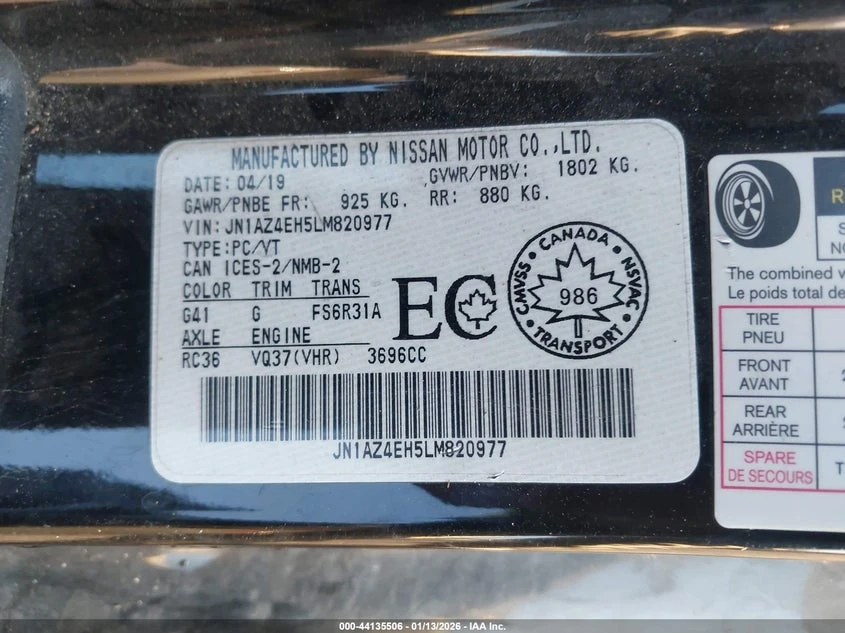 MANUFACTURED BY NISSAN MOTOR CO.,LTD.
DATE: 04/19 GVWR/PNBV: 1802 KG.
GAWR/PNBE FR: 925 KG. RR: 880 KG.
VIN: JN1AZ4EH5LM820977
TYPE:PC/VT
CAN ICES-2/NMB-2
COLOR TRIM TRANS
G41 G FS6R31A
AXLE ENGINE
RC36 VQ37(VHR) 3696CC
EC
CANADA
CMVSS NSVAC
986
TRANSPORT
JN1AZ4EH5LM820977
The combined
Le poids total de
TIRE
PNEU
FRONT
AVANT
REAR
ARRIÈRE
SPARE
DE SECOURS
000-44135506 - 01/13/2026 - IAA Inc.